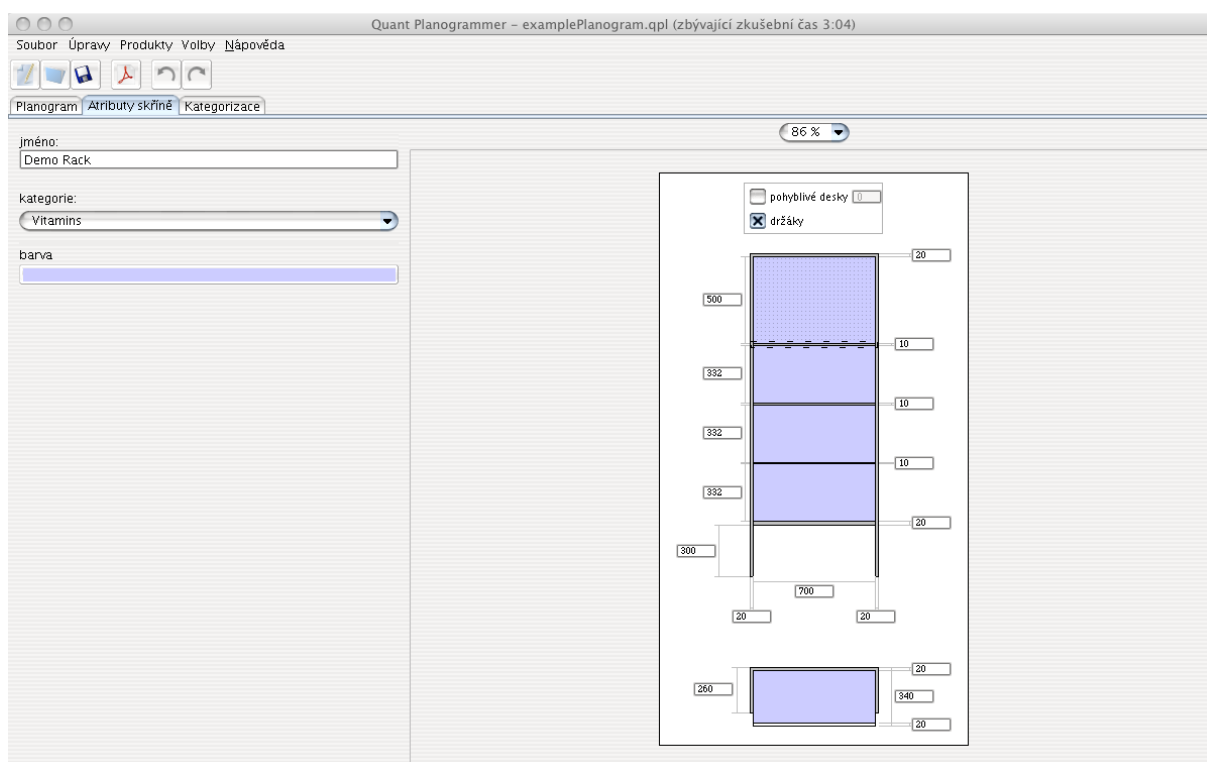 Quant Planogrammer – examplePlanogram.qpl (zbývající zkušební čas 3:04)
Soubor Úpravy Produkty Volby Nápověda
Planogram Atributy skříně Kategorizace
86 %
jméno:
Demo Rack
kategorie:
Vitamins
barva
pohyblivé desky 0
držáky
20
500
10
332
10
332
10
332
20
300
700
20 20
20
260 340
20